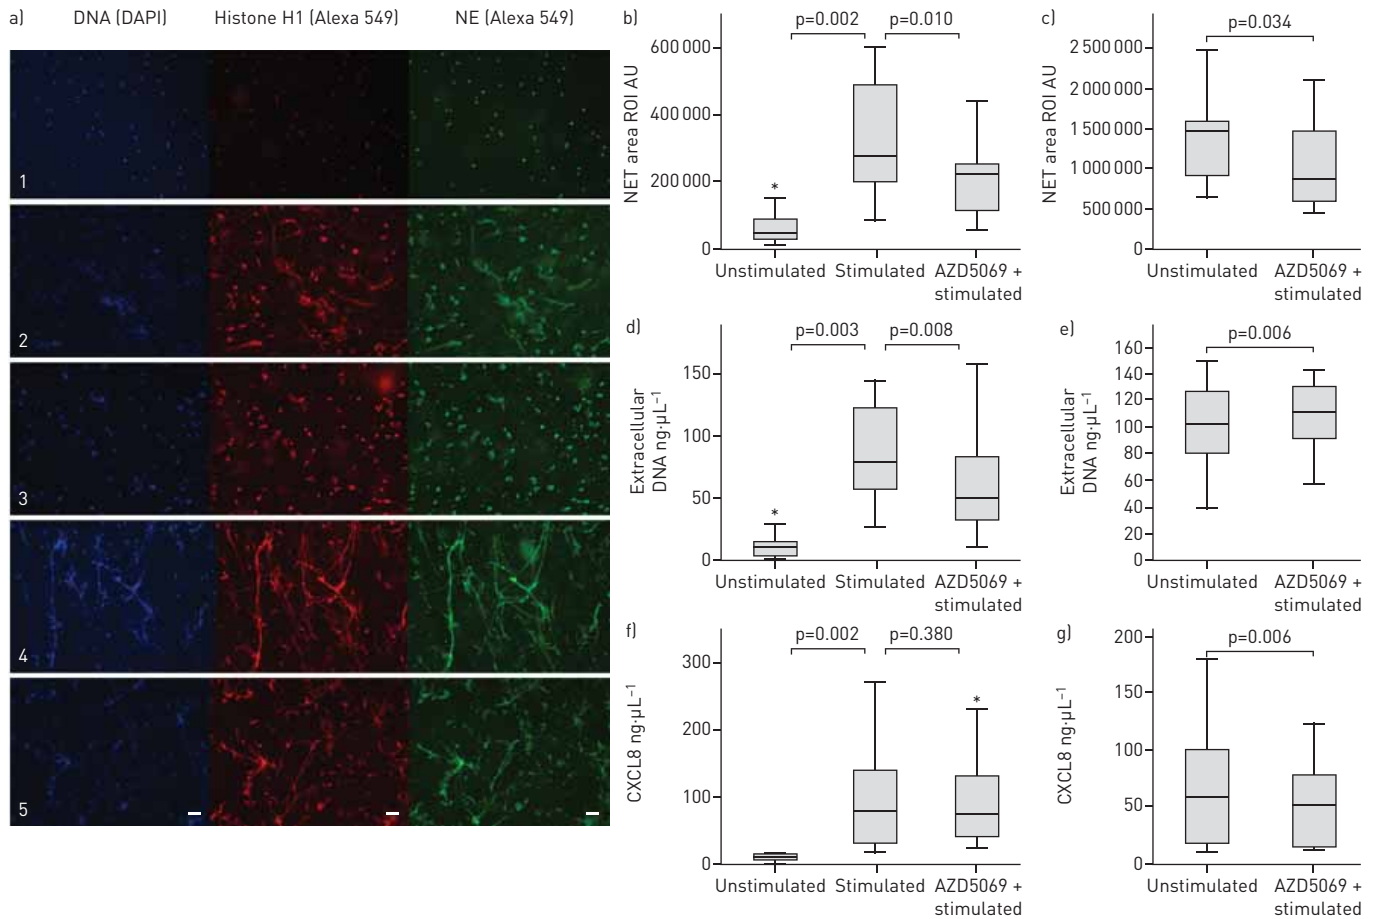 a)
DNA (DAPI)
Histone H1 (Alexa 549)
NE (Alexa 549)
1
2
3
4
5
b)
p=0.002
p=0.010
NET area ROI AU
600 000
400 000
200 000
0
*
Unstimulated
Stimulated
AZD5069 +
stimulated
c)
p=0.034
NET area ROI AU
2 500 000
2 000 000
1 500 000
1 000 000
500 000
0
Unstimulated
AZD5069 +
stimulated
d)
p=0.003
p=0.008
Extracellular
DNA ng·μL⁻¹
150
100
50
0
*
Unstimulated
Stimulated
AZD5069 +
stimulated
e)
p=0.006
Extracellular
DNA ng·μL⁻¹
160
140
120
100
80
60
40
20
0
Unstimulated
AZD5069 +
stimulated
f)
p=0.002
p=0.380
CXCL8 ng·μL⁻¹
300
200
100
0
*
Unstimulated
Stimulated
AZD5069 +
stimulated
g)
p=0.006
CXCL8 ng·μL⁻¹
200
150
100
50
0
Unstimulated
AZD5069 +
stimulated